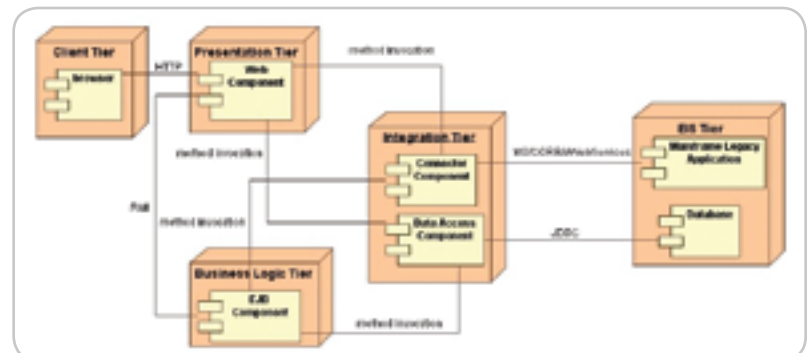 Client Tier
Browser
HTTP
Presentation Tier
Web
Component
method invocation
method invocation
Integration Tier
Connector
Component
Data Access
Component
EIS Tier
Mainframe Legacy
Application
Database
JDBC
method invocation
Business Logic Tier
EJB
Component
method invocation